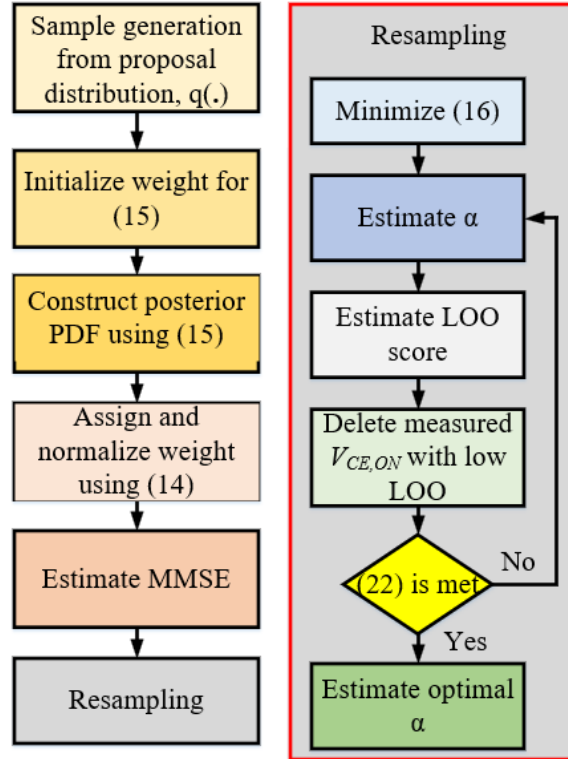 Sample generation
from proposal
distribution, q(.)
Initialize weight for
(15)
Construct posterior
PDF using (15)
Assign and
normalize weight
using (14)
Estimate MMSE
Resampling
Resampling
Minimize (16)
Estimate α
Estimate LOO
score
Delete measured
V_{CE,ON} with low
LOO
(22) is met
No
Yes
Estimate optimal
α